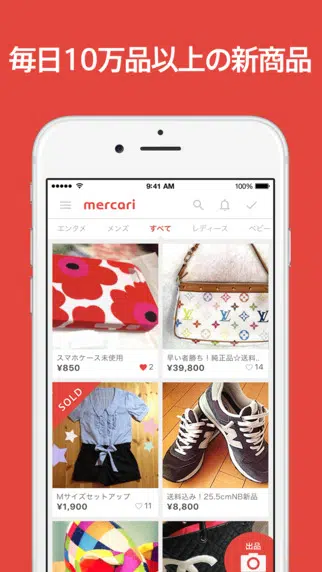 毎日10万品以上の新商品
9:41 AM
100%
mercari
エンタメ
メンズ
すべて
レディース
ベビー
スマホケース未使用
¥850
2
早い者勝ち！純正品☆送料..
¥39,800
14
SOLD
Mサイズセットアップ
¥1,900
11
送料込み！25.5cmNB新品
¥8,800
出品